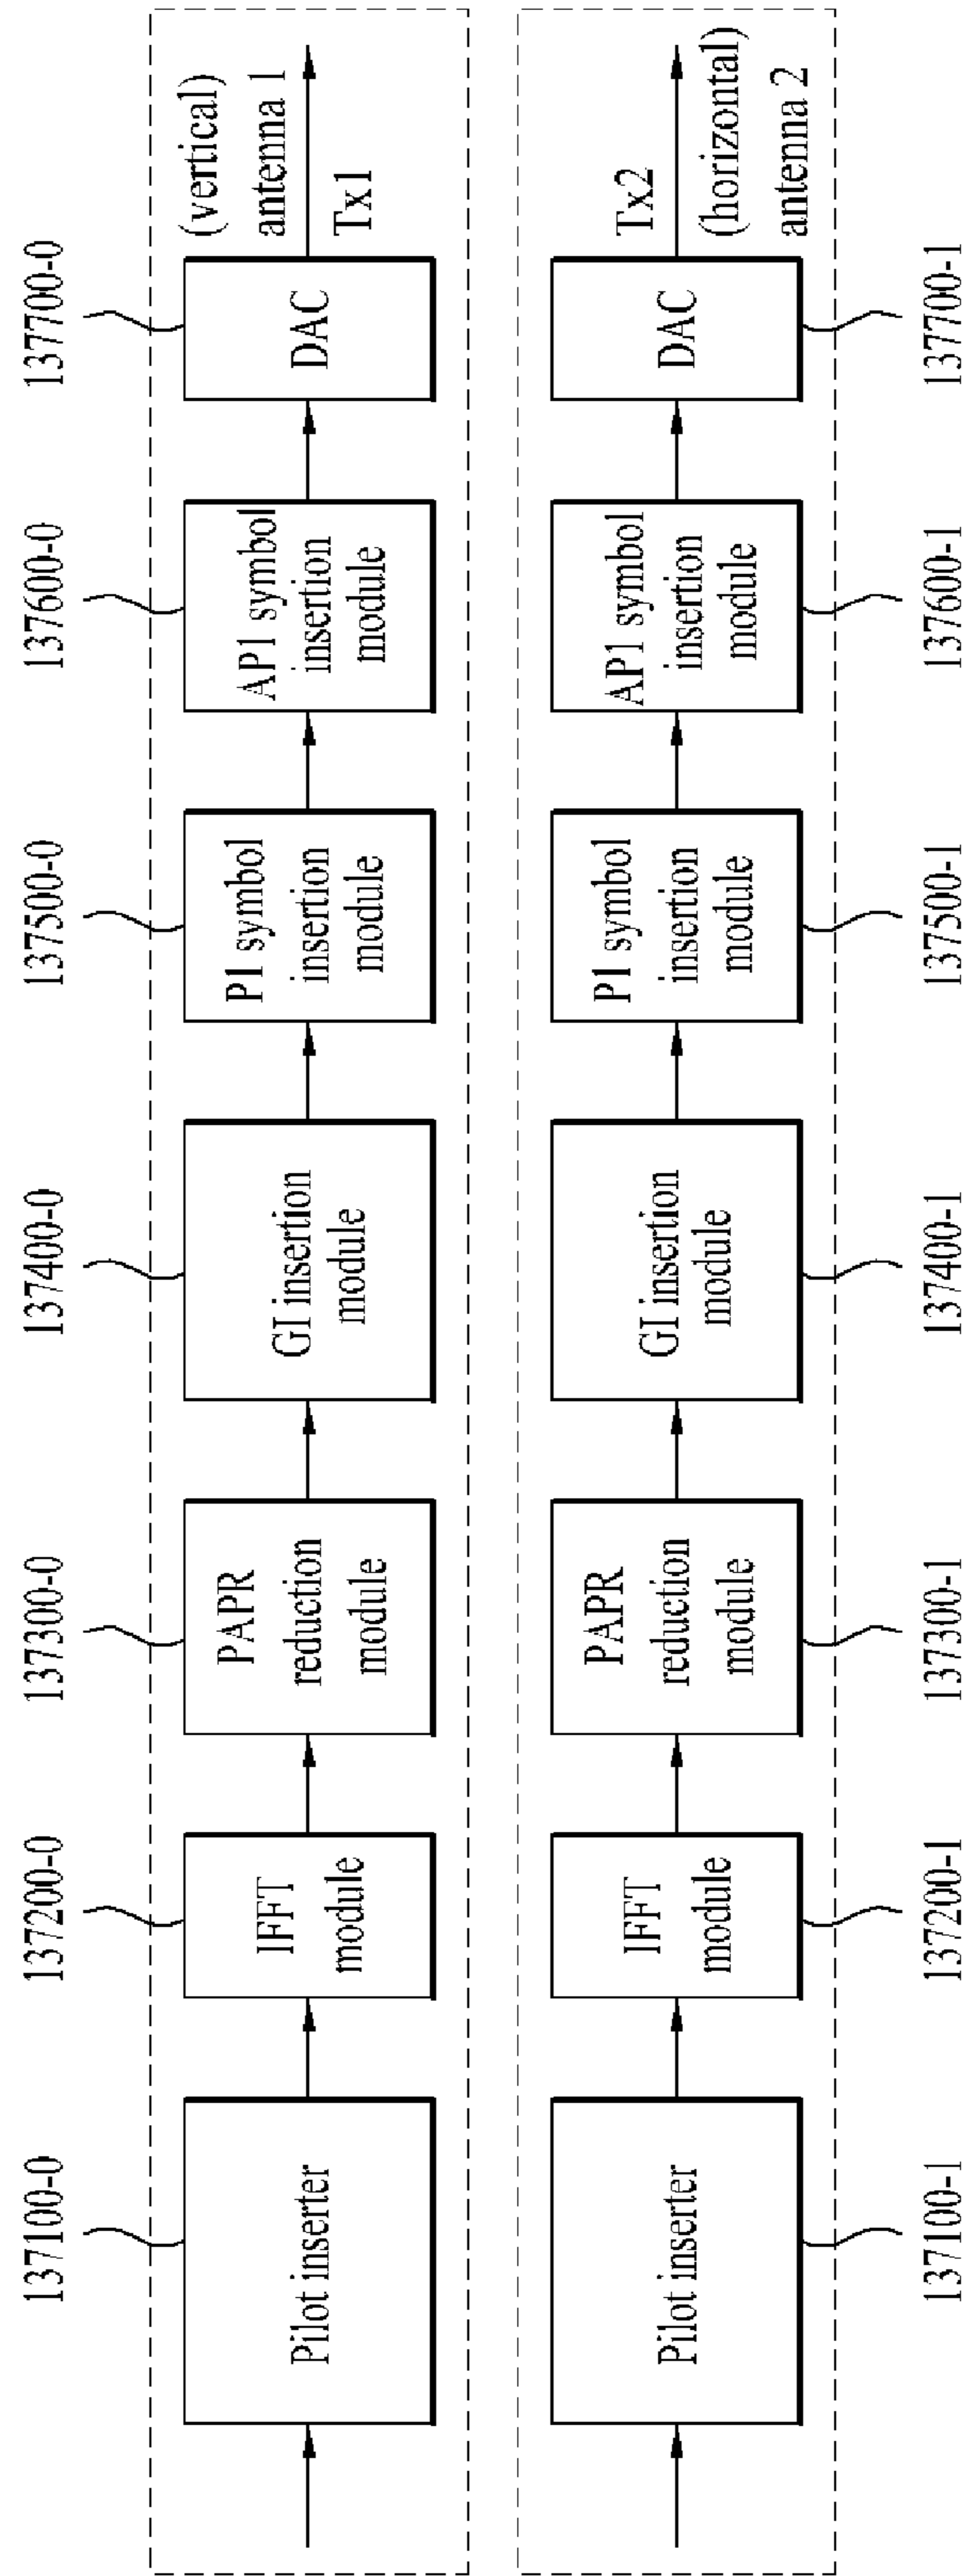 137100-0
137200-0
137300-0
137400-0
137500-0
137600-0
137700-0
Pilot inserter
IFFT
module
PAPR
reduction
module
GI insertion
module
P1 symbol
insertion
module
AP1 symbol
insertion
module
DAC
(vertical)
antenna 1
Tx1
Pilot inserter
IFFT
module
PAPR
reduction
module
GI insertion
module
P1 symbol
insertion
module
AP1 symbol
insertion
module
DAC
Tx2
(horizontal)
antenna 2
137100-1
137200-1
137300-1
137400-1
137500-1
137600-1
137700-1